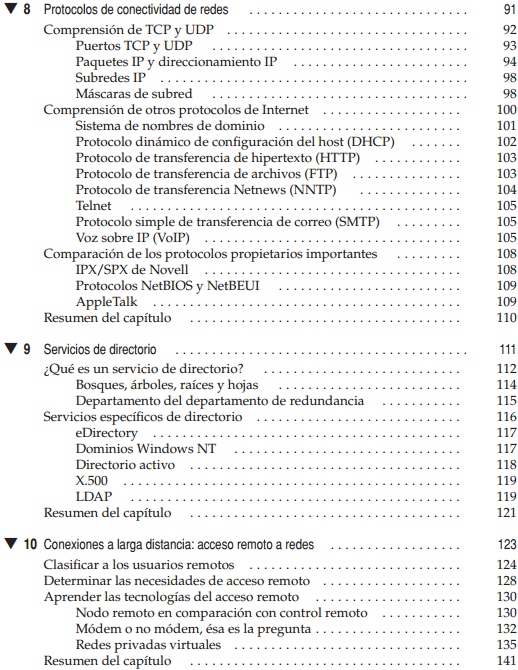 ▼ 8 Protocolos de conectividad de redes . . . . . . . . . . . . . . . . . . . . . . . . . . . . 91
Comprensión de TCP y UDP . . . . . . . . . . . . . . . . . . . . . . . . . . . . 92
Puertos TCP y UDP . . . . . . . . . . . . . . . . . . . . . . . . . . . . 93
Paquetes IP y direccionamiento IP . . . . . . . . . . . . . . . . . . 94
Subredes IP . . . . . . . . . . . . . . . . . . . . . . . . . . . . . . . . 98
Máscaras de subred . . . . . . . . . . . . . . . . . . . . . . . . . . . . 98
Comprensión de otros protocolos de Internet . . . . . . . . . . . . . . . . . . 100
Sistema de nombres de dominio . . . . . . . . . . . . . . . . . . . . 101
Protocolo dinámico de configuración del host (DHCP) . . . . . . . 102
Protocolo de transferencia de hipertexto (HTTP) . . . . . . . . . 103
Protocolo de transferencia de archivos (FTP) . . . . . . . . . . . . 103
Protocolo de transferencia Netnews (NNTP) . . . . . . . . . . . 104
Telnet . . . . . . . . . . . . . . . . . . . . . . . . . . . . . . . . . . . . 105
Protocolo simple de transferencia de correo (SMTP) . . . . . . . . . 105
Voz sobre IP (VoIP) . . . . . . . . . . . . . . . . . . . . . . . . . . . . 105
Comparación de los protocolos propietarios importantes . . . . . . . . . 108
IPX/SPX de Novell . . . . . . . . . . . . . . . . . . . . . . . . . . . . 108
Protocolos NetBIOS y NetBEUI . . . . . . . . . . . . . . . . . . . . 109
AppleTalk . . . . . . . . . . . . . . . . . . . . . . . . . . . . . . . . . 109
Resumen del capítulo . . . . . . . . . . . . . . . . . . . . . . . . . . . . . . 110
▼ 9 Servicios de directorio . . . . . . . . . . . . . . . . . . . . . . . . . . . . . . . . . . . . . 111
¿Qué es un servicio de directorio? . . . . . . . . . . . . . . . . . . . . . . 112
Bosques, árboles, raíces y hojas . . . . . . . . . . . . . . . . . . . . 114
Departamento del departamento de redundancia . . . . . . . . . . . 115
Servicios específicos de directorio . . . . . . . . . . . . . . . . . . . . . . . 116
eDirectory . . . . . . . . . . . . . . . . . . . . . . . . . . . . . . . . . 117
Dominios Windows NT . . . . . . . . . . . . . . . . . . . . . . . . . . 117
Directorio activo . . . . . . . . . . . . . . . . . . . . . . . . . . . . . . 118
X.500 . . . . . . . . . . . . . . . . . . . . . . . . . . . . . . . . . . . . 119
LDAP . . . . . . . . . . . . . . . . . . . . . . . . . . . . . . . . . . . . 119
Resumen del capítulo . . . . . . . . . . . . . . . . . . . . . . . . . . . . . . 121
▼ 10 Conexiones a larga distancia: acceso remoto a redes . . . . . . . . . . . . . . . . . 123
Clasificar a los usuarios remotos . . . . . . . . . . . . . . . . . . . . . . . . 124
Determinar las necesidades de acceso remoto . . . . . . . . . . . . . . . . . . 128
Aprender las tecnologías del acceso remoto . . . . . . . . . . . . . . . . . . 130
Nodo remoto en comparación con control remoto . . . . . . . . . . . 130
Módem o no módem, ésa es la pregunta . . . . . . . . . . . . . . . . 132
Redes privadas virtuales . . . . . . . . . . . . . . . . . . . . . . . . . 135
Resumen del capítulo . . . . . . . . . . . . . . . . . . . . . . . . . . . . . . 141